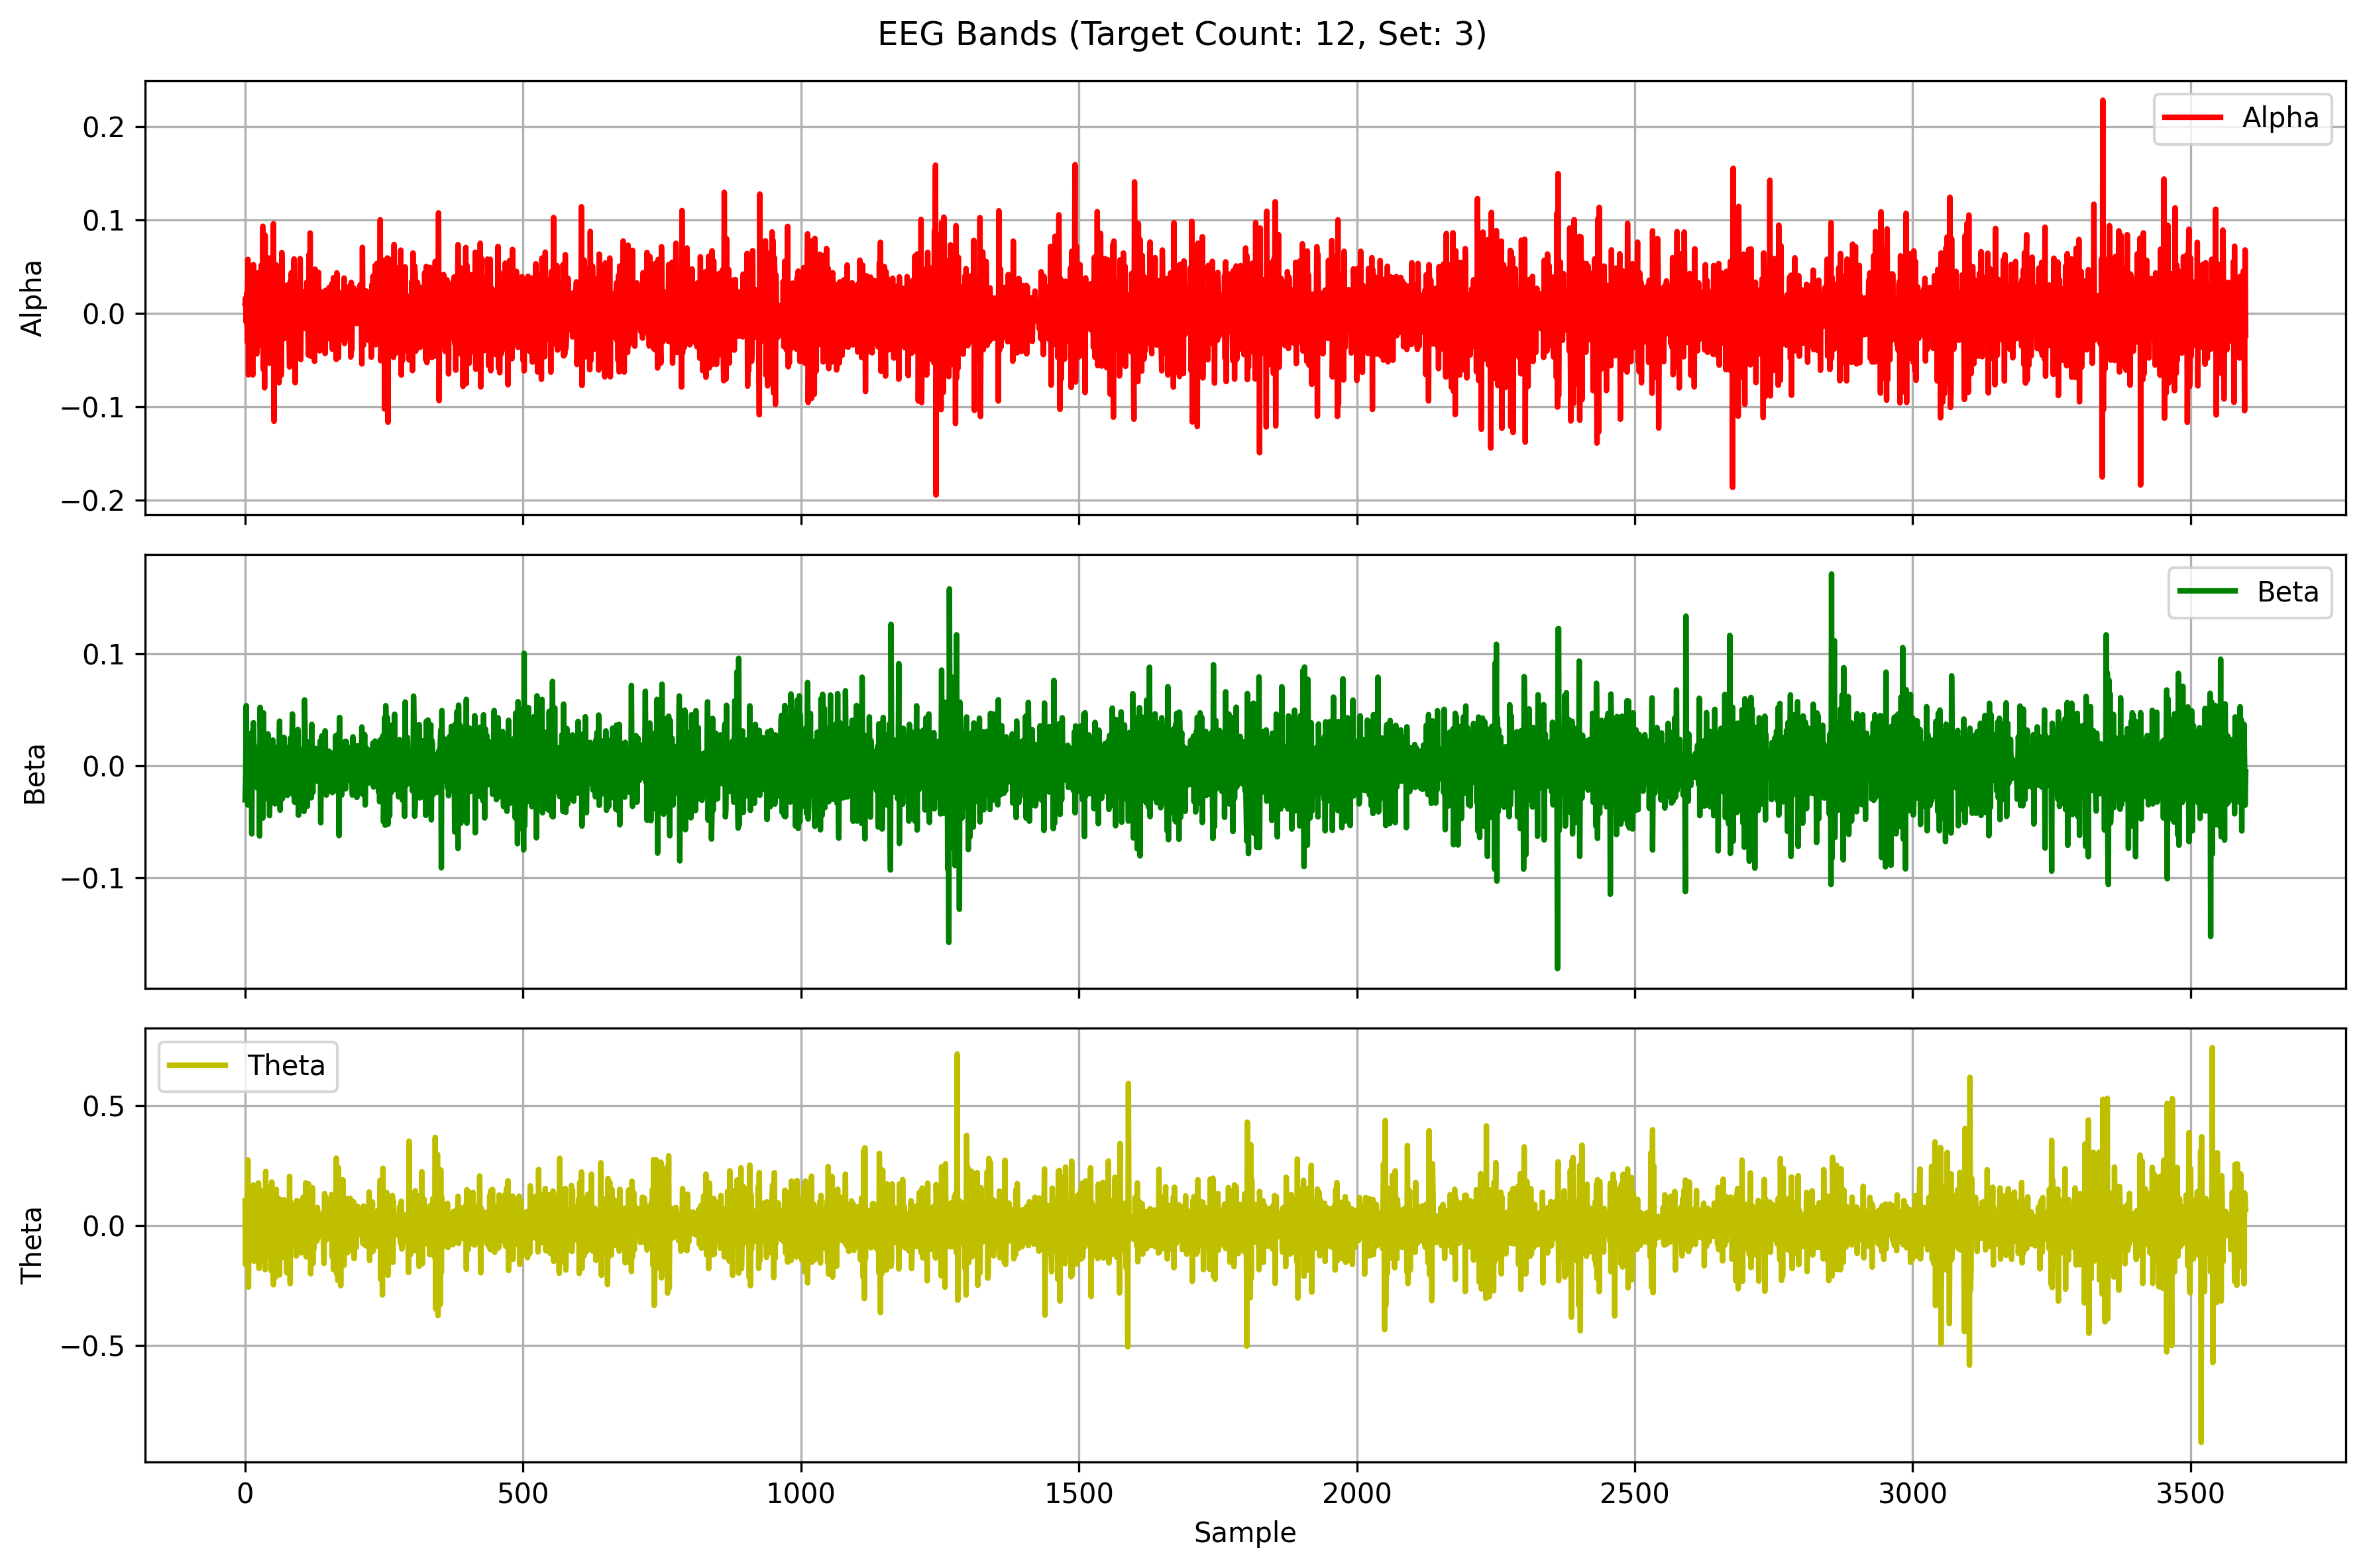 EEG Bands (Target Count: 12, Set: 3)
Alpha
0.2
0.1
0.0
−0.1
−0.2
Alpha
Beta
0.1
0.0
−0.1
Beta
Theta
0.5
0.0
−0.5
Theta
0 500 1000 1500 2000 2500 3000 3500
Sample